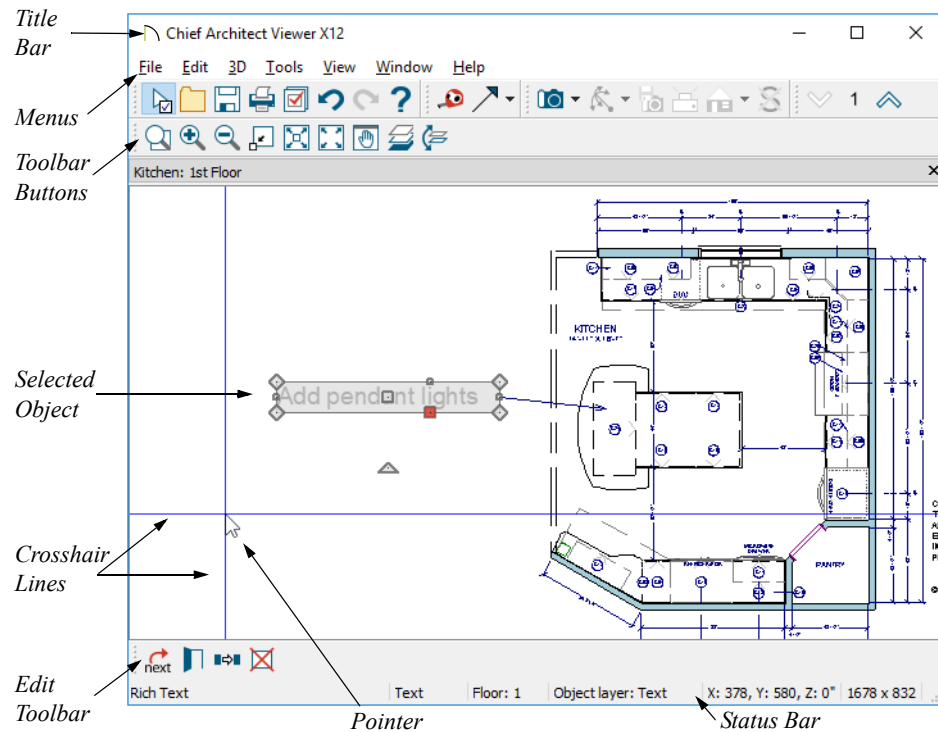 Title
Bar
Chief Architect Viewer X12
File Edit 3D Tools View Window Help
Menus
1
Toolbar
Buttons
Kitchen: 1st Floor
KITCHEN
Selected
Object
Add pendant lights
Crosshair
Lines
PANTRY
next
Edit
Toolbar
Rich Text Text Floor: 1 Object layer: Text X: 378, Y: 580, Z: 0" 1678 x 832
Pointer
Status Bar